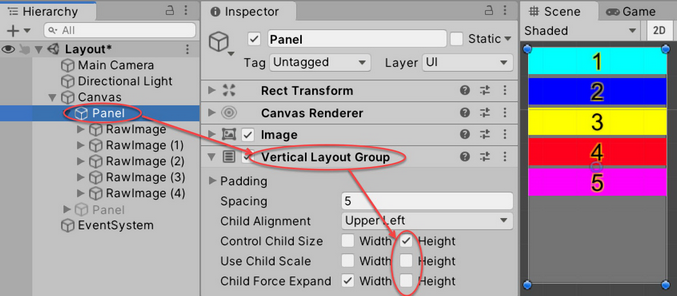 Hierarchy
All
Layout*
Main Camera
Directional Light
Canvas
Panel
RawImage
RawImage (1)
RawImage (2)
RawImage (3)
RawImage (4)
Panel
EventSystem
Inspector
Panel
Static
Tag Untagged Layer UI
Rect Transform
Canvas Renderer
Image
Vertical Layout Group
Padding
Spacing 5
Child Alignment Upper Left
Control Child Size Width Height
Use Child Scale Width Height
Child Force Expand Width Height
Scene Game
Shaded 2D
1
2
3
4
5